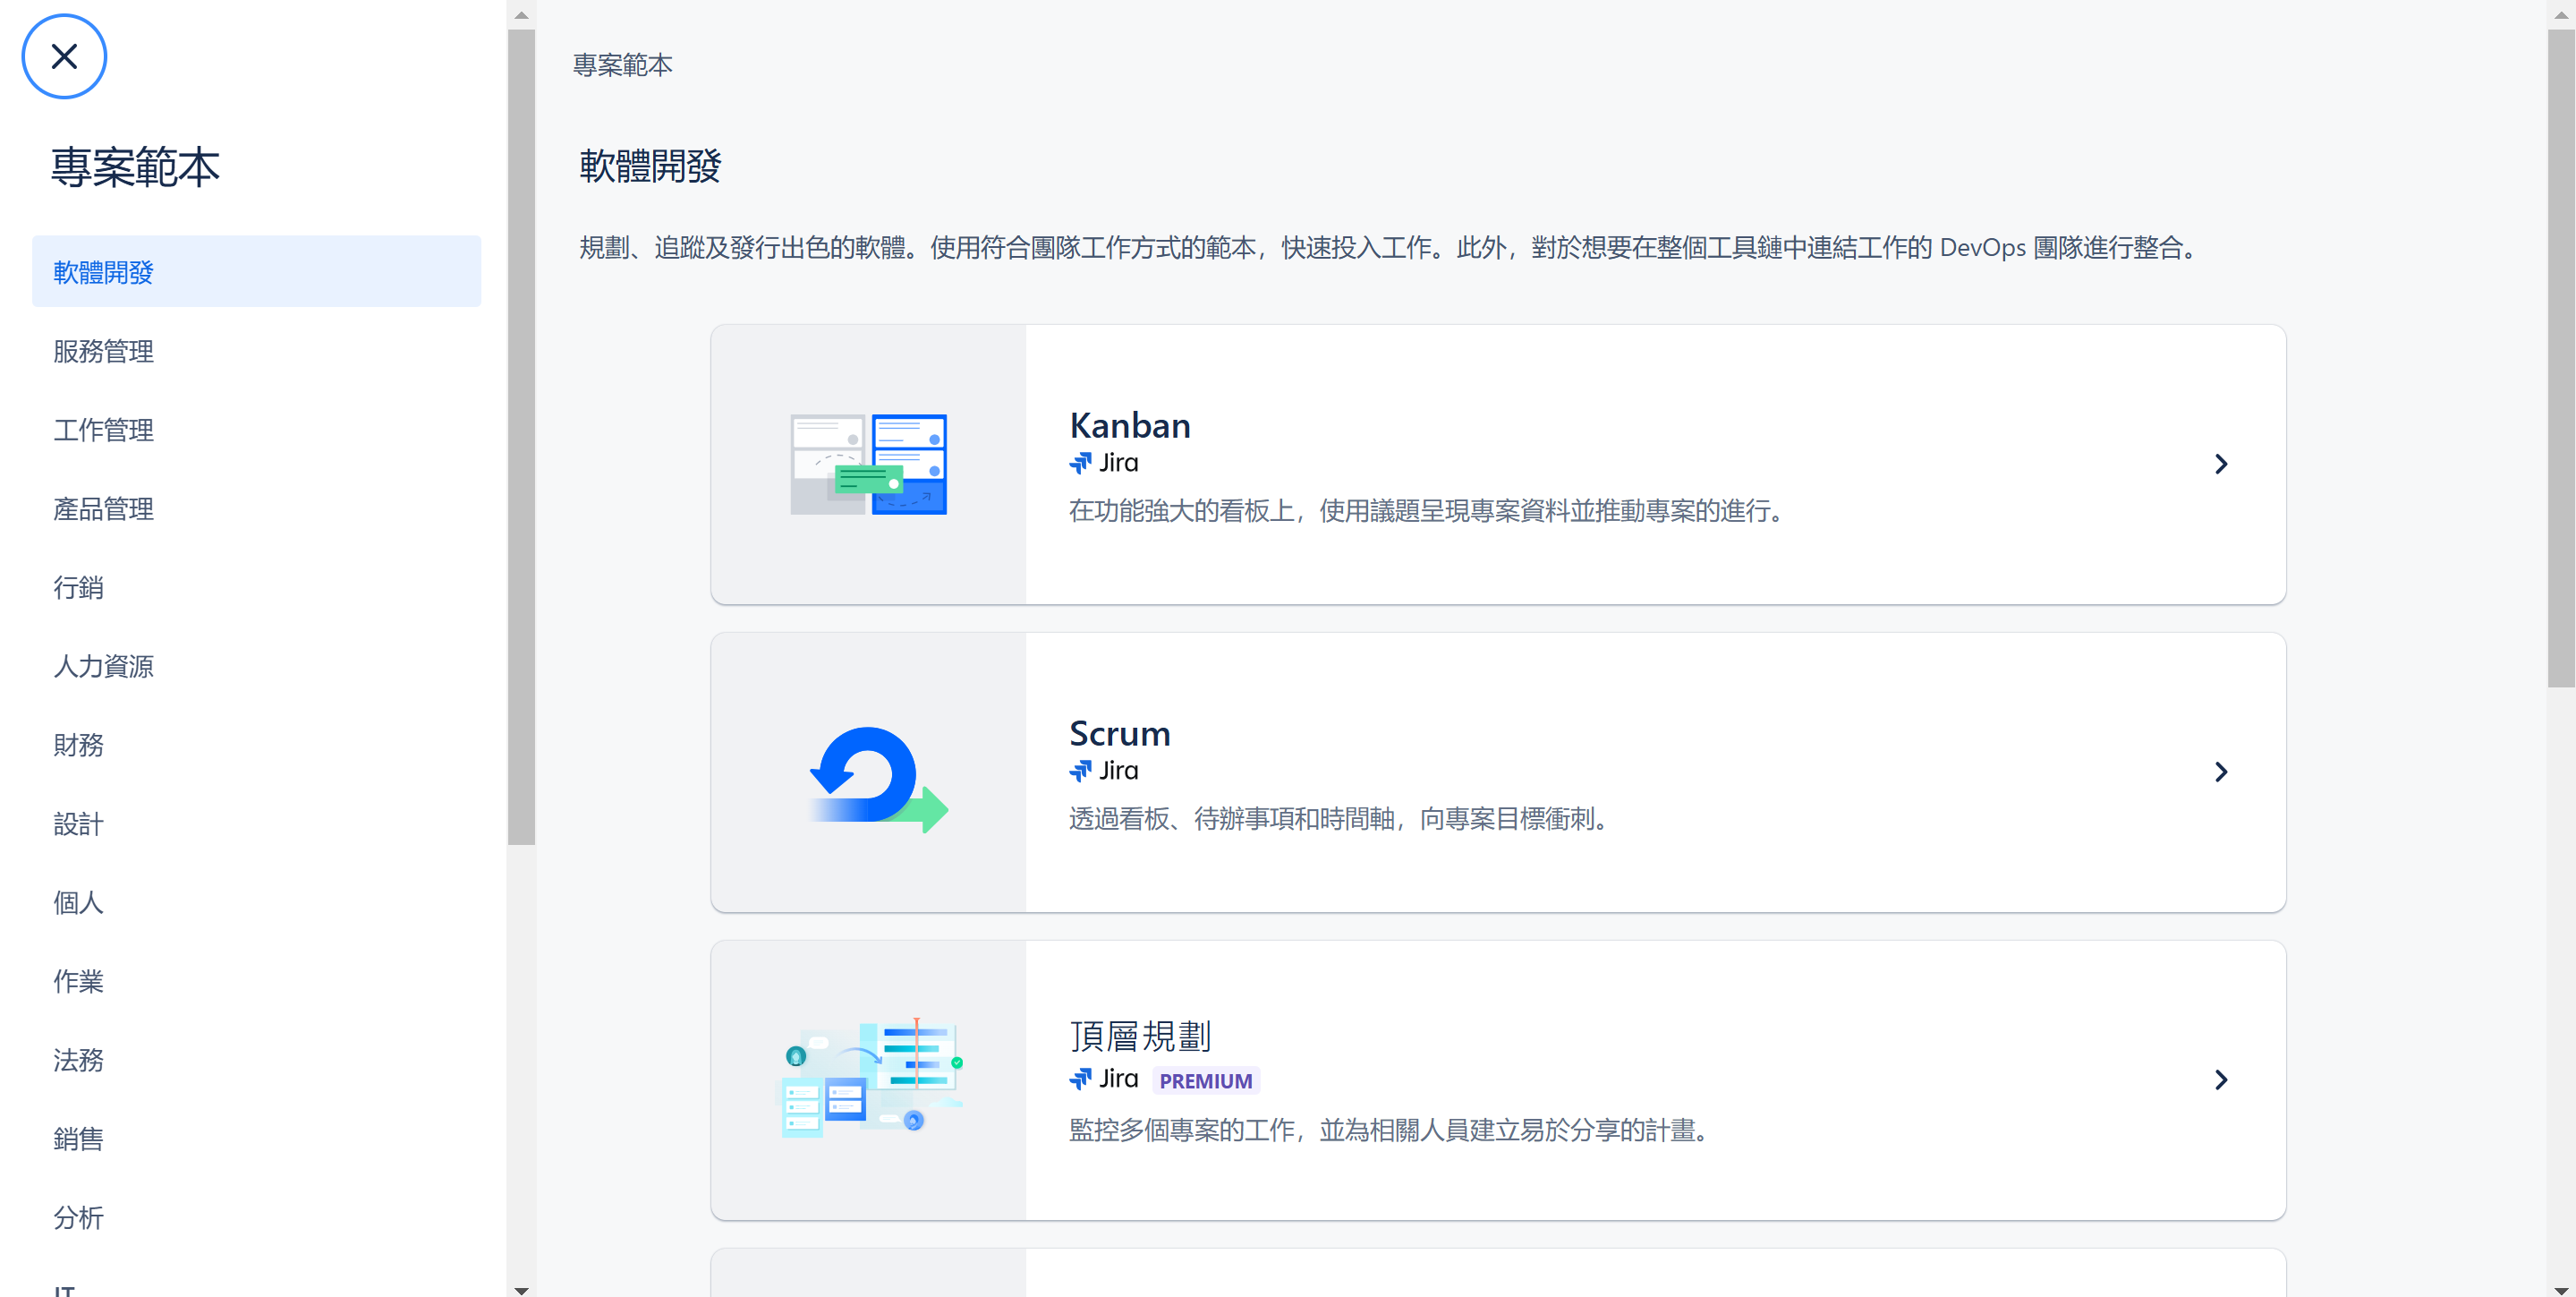 專案範本
軟體開發
服務管理
工作管理
產品管理
行銷
人力資源
財務
設計
個人
作業
法務
銷售
分析
IT
專案範本
軟體開發
規劃、追蹤及發行出色的軟體。使用符合團隊工作方式的範本，快速投入工作。此外，對於想要在整個工具鏈中連結工作的 DevOps 團隊進行整合。
Kanban
Jira
在功能強大的看板上，使用議題呈現專案資料並推動專案的進行。
Scrum
Jira
透過看板、待辦事項和時間軸，向專案目標衝刺。
頂層規劃
Jira PREMIUM
監控多個專案的工作，並為相關人員建立易於分享的計畫。